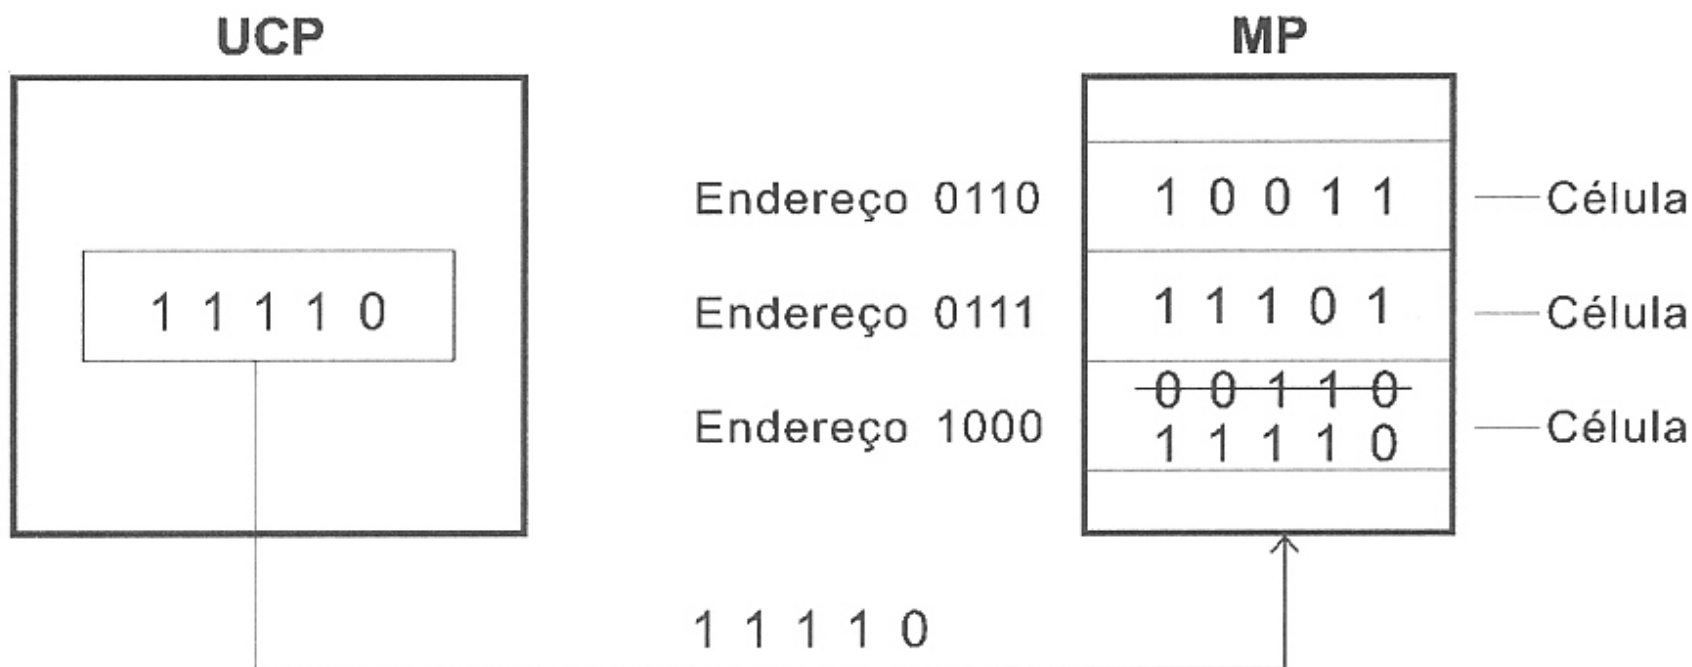 UCP
MP
Endereço 0110
1 0 0 1 1
Célula
1 1 1 1 0
Endereço 0111
1 1 1 0 1
Célula
0 0 1 1 0
Endereço 1000
1 1 1 1 0
Célula
1 1 1 1 0